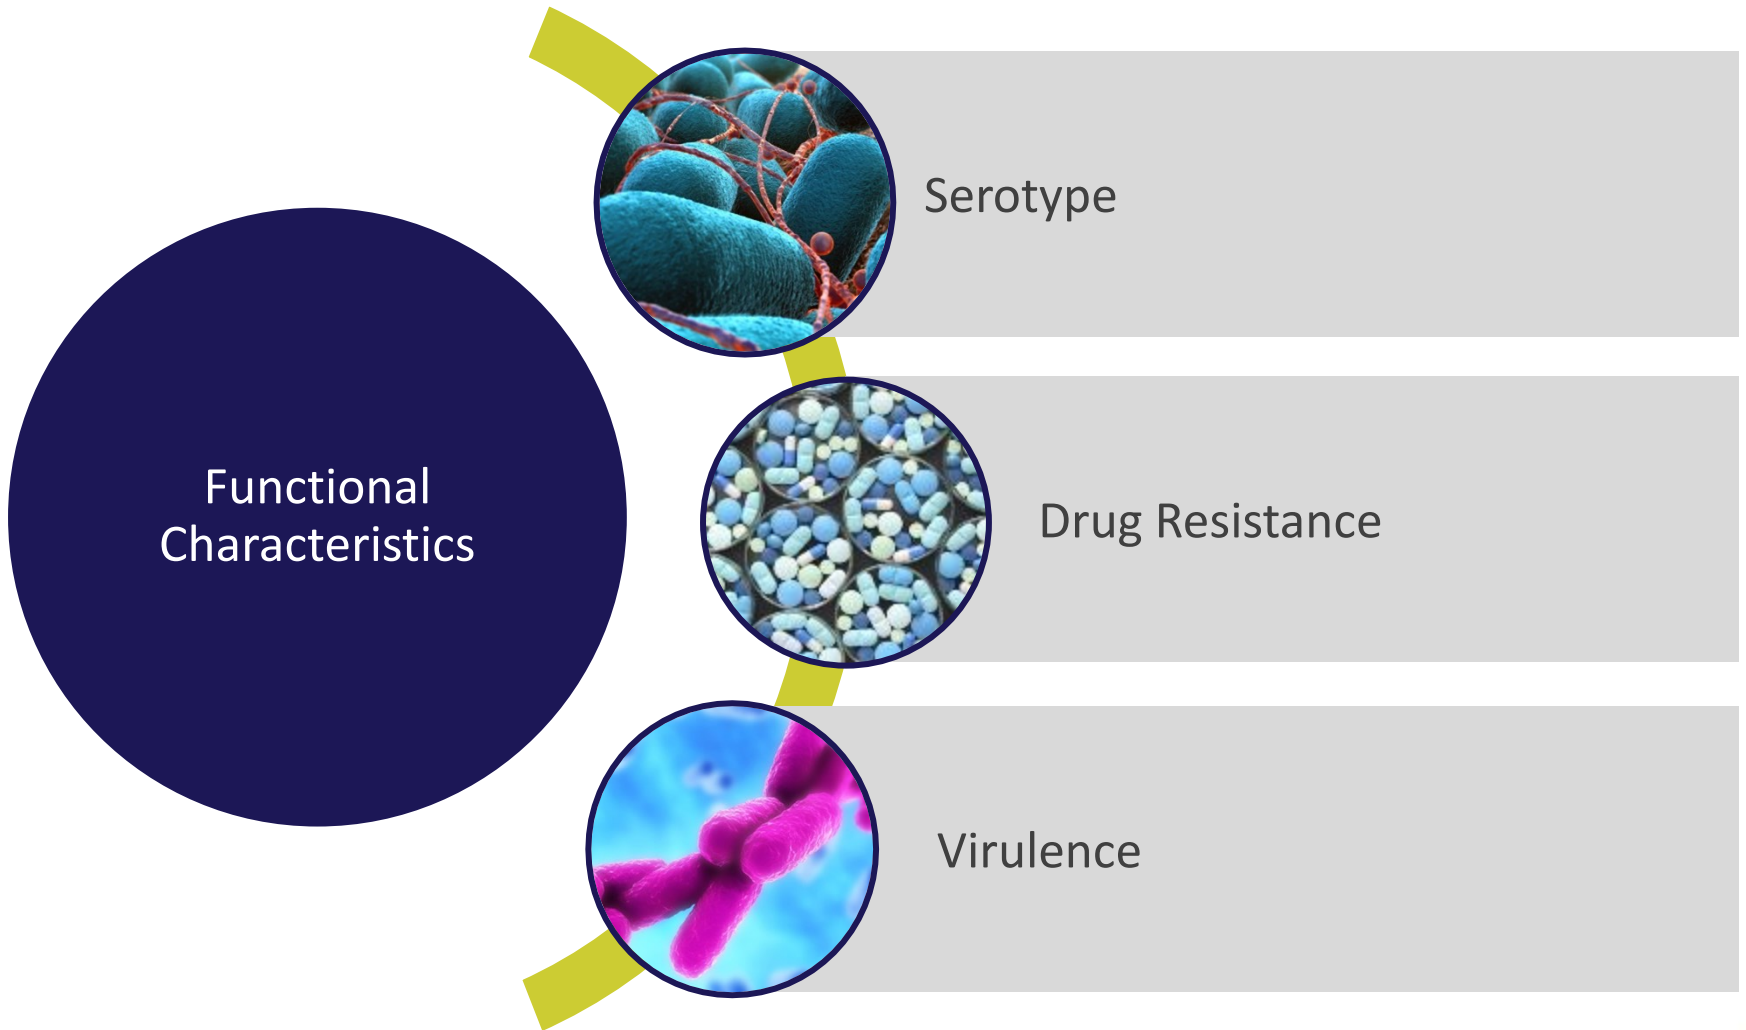 Functional
Characteristics
Serotype
Drug Resistance
Virulence